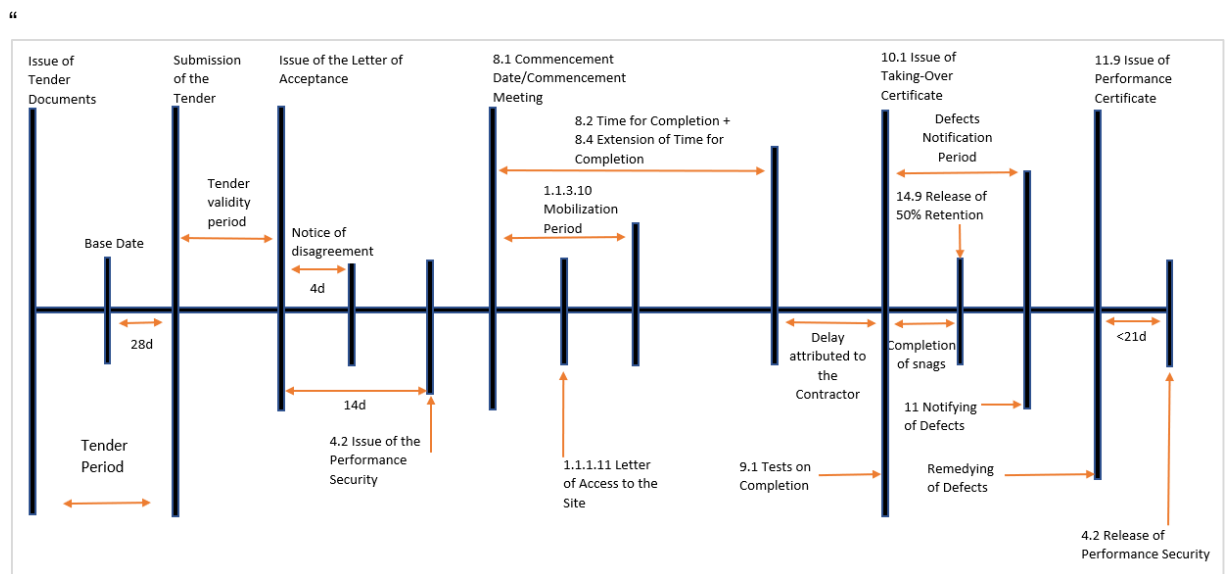 “
Issue of
Tender
Documents
Submission
of the
Tender
Issue of the Letter of
Acceptance
8.1 Commencement
Date/Commencement
Meeting
10.1 Issue of
Taking-Over
Certificate
11.9 Issue of
Performance
Certificate
8.2 Time for Completion +
8.4 Extension of Time for
Completion
Defects
Notification
Period
Tender
validity
period
1.1.3.10
Mobilization
Period
14.9 Release of
50% Retention
Base Date
Notice of
disagreement
4d
28d
Delay
attributed to
the
Contractor
Completion
of snags
<21d
14d
11 Notifying
of Defects
Tender
Period
4.2 Issue of the
Performance
Security
1.1.1.11 Letter
of Access to the
Site
9.1 Tests on
Completion
Remedying
of Defects
4.2 Release of
Performance Security